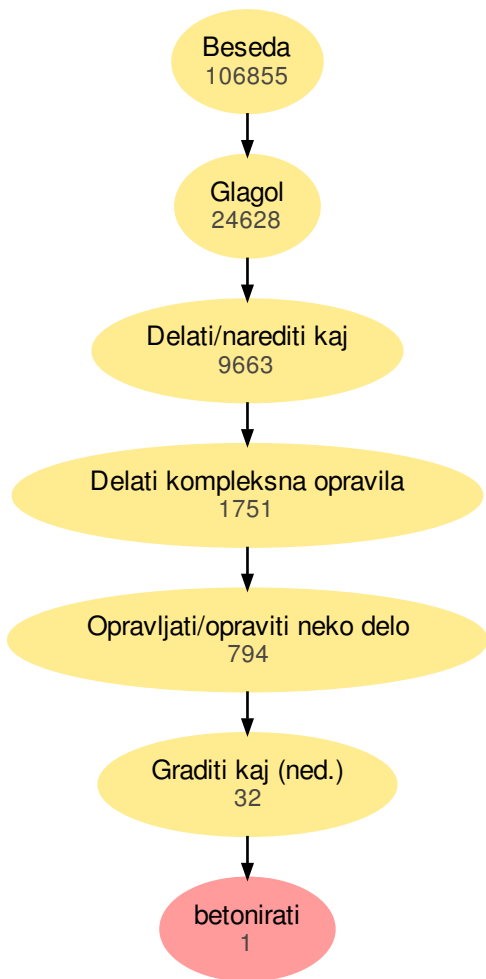 Beseda
106855
Glagol
24628
Delati/narediti kaj
9663
Delati kompleksna opravila
1751
Opravljati/opraviti neko delo
794
Graditi kaj (ned.)
32
betonirati
1